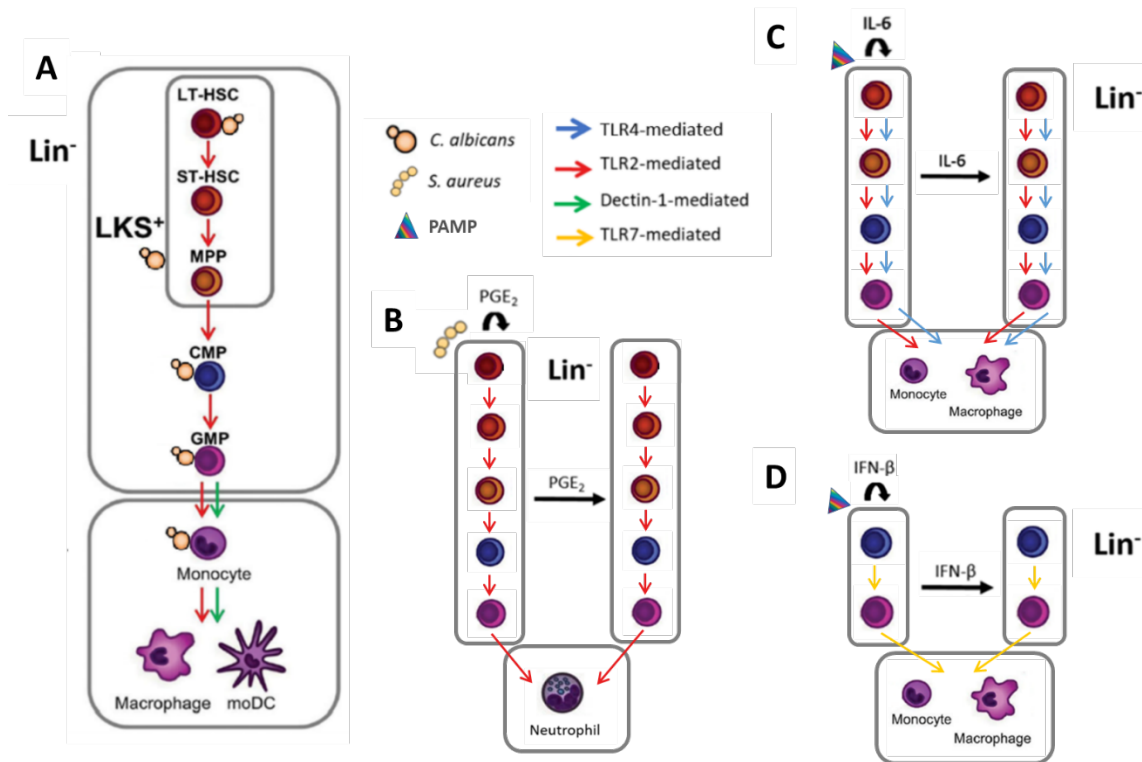 A
Lin-
LT-HSC
ST-HSC
LKS+
MPP
CMP
GMP
Monocyte
Macrophage
moDC
C. albicans
S. aureus
PAMP
TLR4-mediated
TLR2-mediated
Dectin-1-mediated
TLR7-mediated
B
PGE2
Lin-
PGE2
Neutrophil
C
IL-6
Lin-
IL-6
Monocyte
Macrophage
D
IFN-β
Lin-
IFN-β
Monocyte
Macrophage